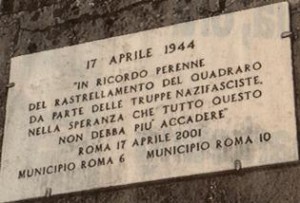 17 APRILE 1944
"IN RICORDO PERENNE
DEL RASTRELLAMENTO DEL QUADRARO
DA PARTE DELLE TRUPPE NAZIFASCISTE,
NELLA SPERANZA CHE TUTTO QUESTO
NON DEBBA PIU' ACCADERE"
ROMA 17 APRILE 2001
MUNICIPIO ROMA 6 MUNICIPIO ROMA 10